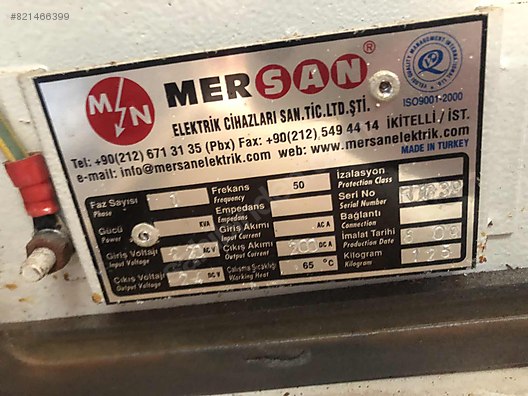 #821466399
MN MERSAN®
ELEKTRİK CİHAZLARI SAN.TİC.LTD.ŞTİ.
ISO9001-2000
Tel: +90(212) 671 31 35 (Pbx) Fax: +90(212) 549 44 14 İKİTELLİ / İST.
e-mail: info@mersanelektrik.com web: www.mersanelektrik.com
MADE IN TURKEY
Faz Sayısı 1 Frekans 50 İzalasyon
Phase Frequency Protection Class
Gücü KVA Empedans Seri No
Power Empedans Serial Number
Giriş Voltajı AC V Giriş Akımı AC A Bağlantı
Input Voltage Input Current Connection
Çıkış Voltajı DC V Çıkış Akımı DC A İmalat Tarihi
Output Voltage Output Current Production Date
Çalışma Sıcaklığı 65 °C Kilogram 125
Working Heat Kilogram